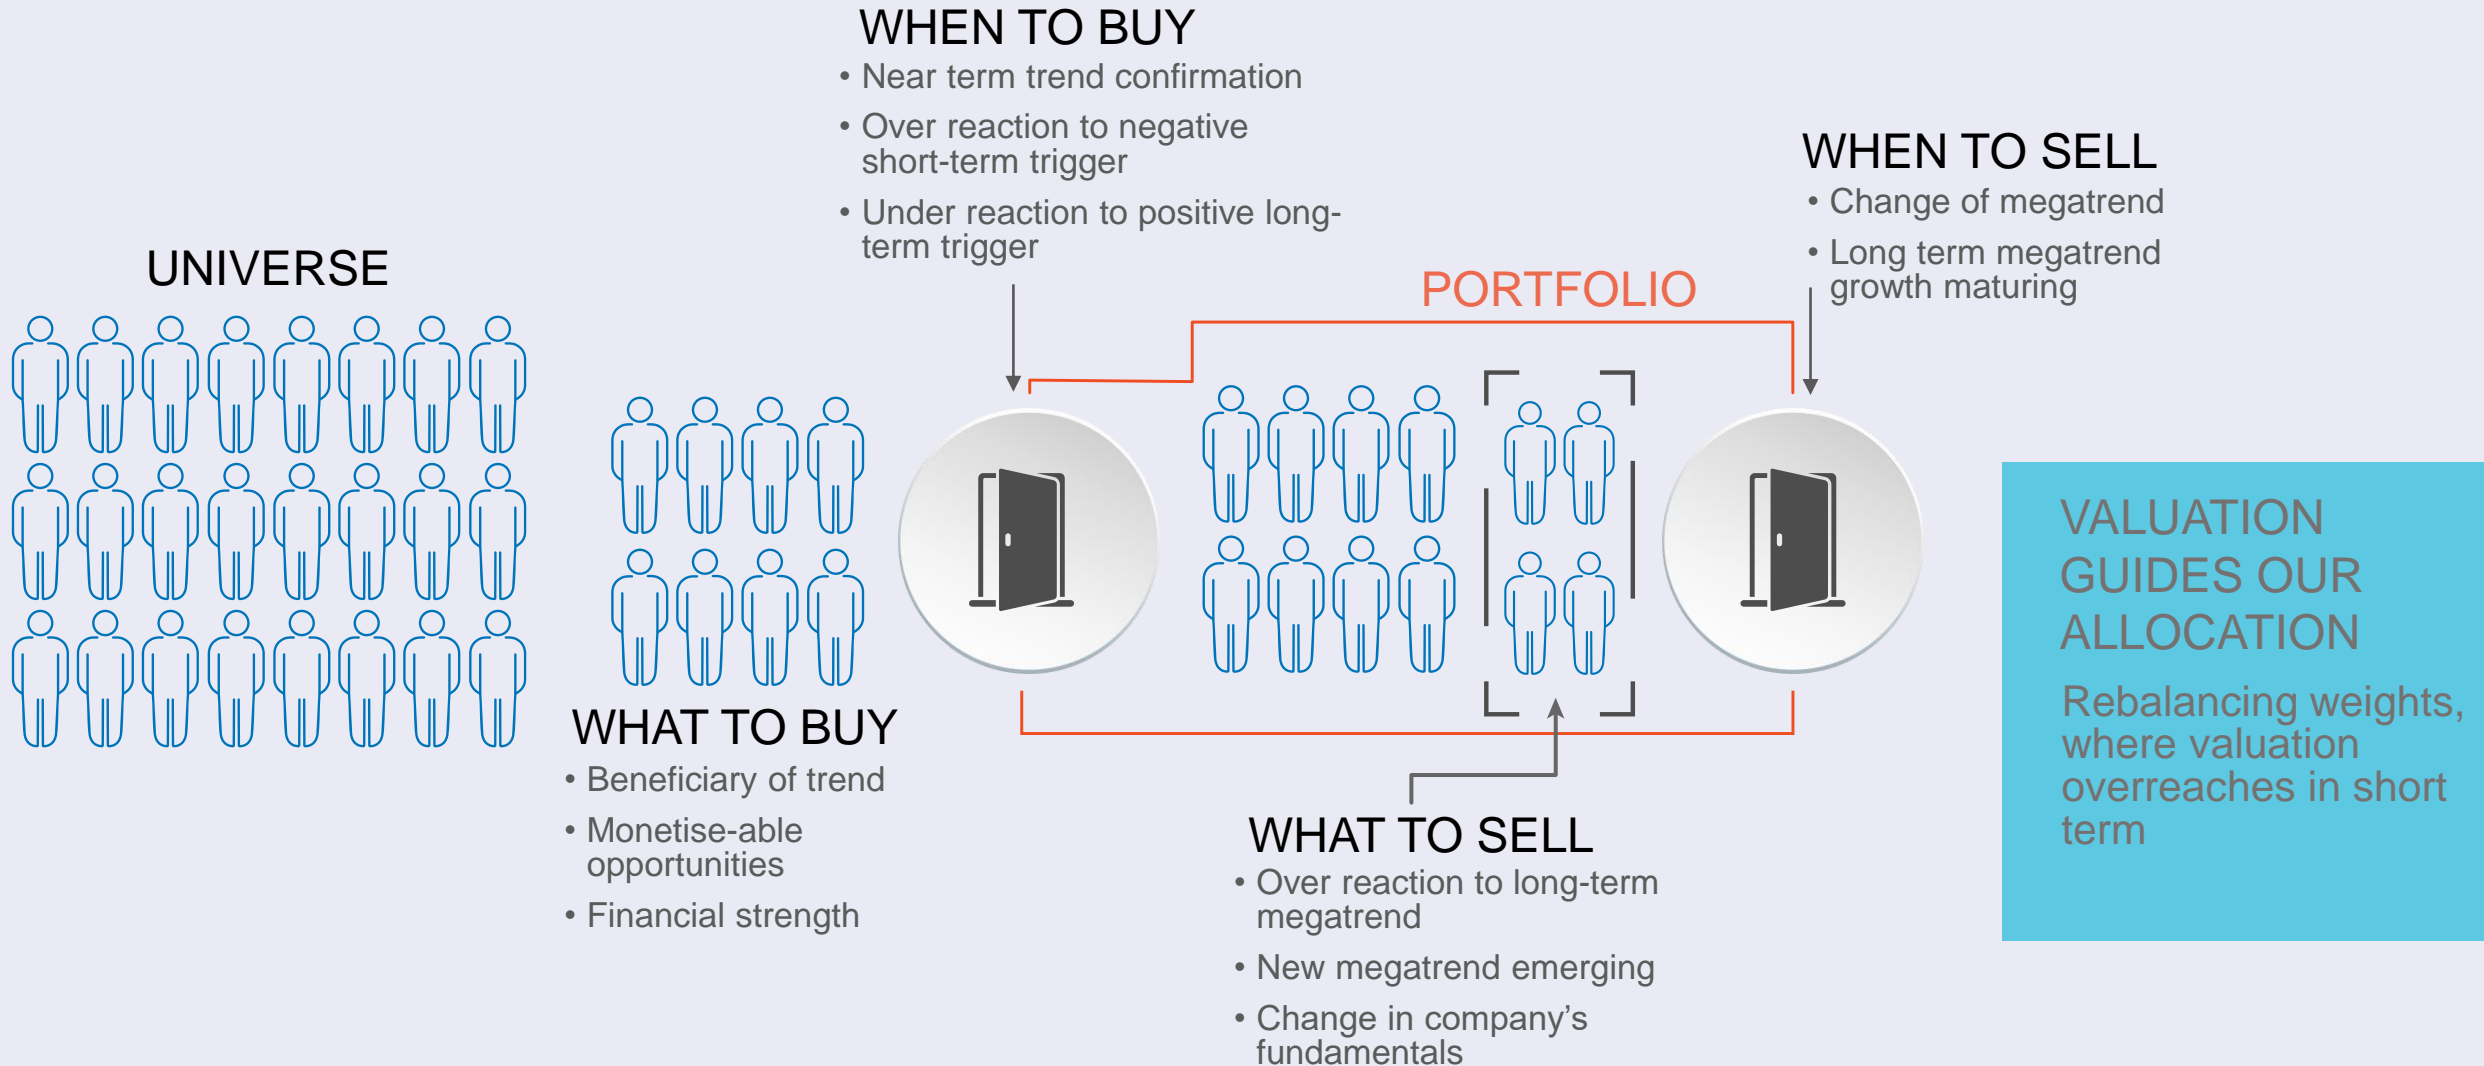 WHEN TO BUY
• Near term trend confirmation
• Over reaction to negative
short-term trigger
• Under reaction to positive long-
term trigger
WHEN TO SELL
• Change of megatrend
• Long term megatrend
growth maturing
UNIVERSE
PORTFOLIO
WHAT TO BUY
• Beneficiary of trend
• Monetise-able
opportunities
• Financial strength
WHAT TO SELL
• Over reaction to long-term
megatrend
• New megatrend emerging
• Change in company’s
fundamentals
VALUATION
GUIDES OUR
ALLOCATION
Rebalancing weights,
where valuation
overreaches in short
term